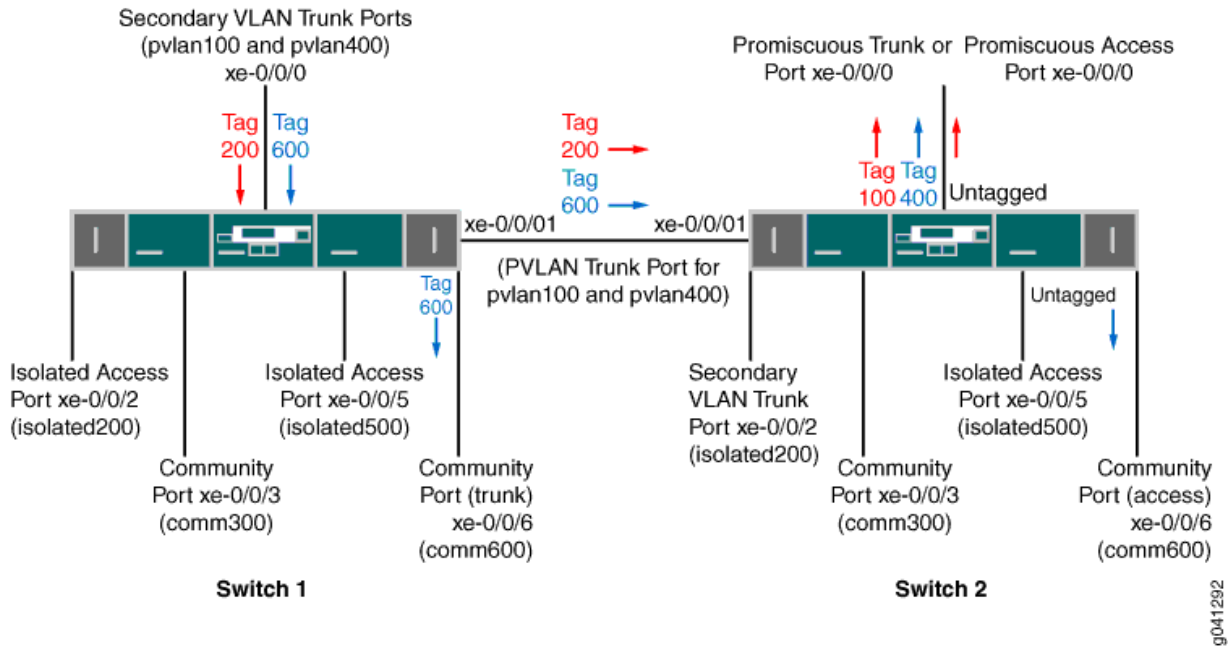 Secondary VLAN Trunk Ports
(pvlan100 and pvlan400)
xe-0/0/0
Promiscuous Trunk or
Port xe-0/0/0
Promiscuous Access
Port xe-0/0/0
Tag
200
Tag
600
Tag
200
Tag
600
Tag
100
Tag
400
Untagged
xe-0/0/01
xe-0/0/01
(PVLAN Trunk Port for
pvlan100 and pvlan400)
Tag
600
Untagged
Isolated Access
Port xe-0/0/2
(isolated200)
Isolated Access
Port xe-0/0/5
(isolated500)
Secondary
VLAN Trunk
Port xe-0/0/2
(isolated200)
Isolated Access
Port xe-0/0/5
(isolated500)
Community
Port xe-0/0/3
(comm300)
Community
Port (trunk)
xe-0/0/6
(comm600)
Community
Port xe-0/0/3
(comm300)
Community
Port (access)
xe-0/0/6
(comm600)
Switch 1
Switch 2
g041292